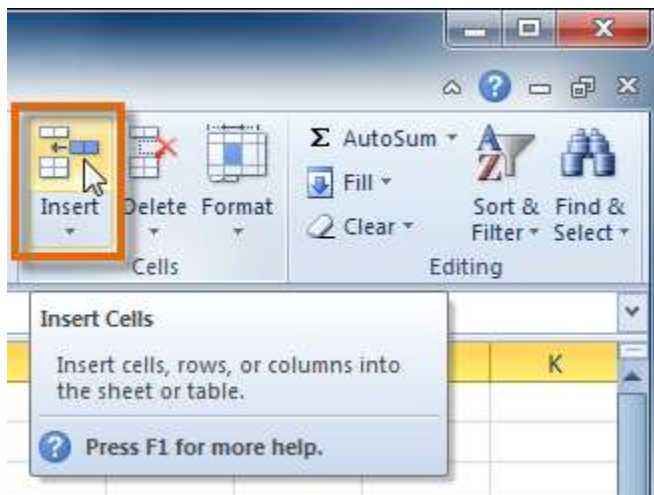 Σ AutoSum
Fill
Clear
Insert Delete Format
Sort & Filter
Find & Select
Cells
Editing
Insert Cells
Insert cells, rows, or columns into
the sheet or table.
Press F1 for more help.
K